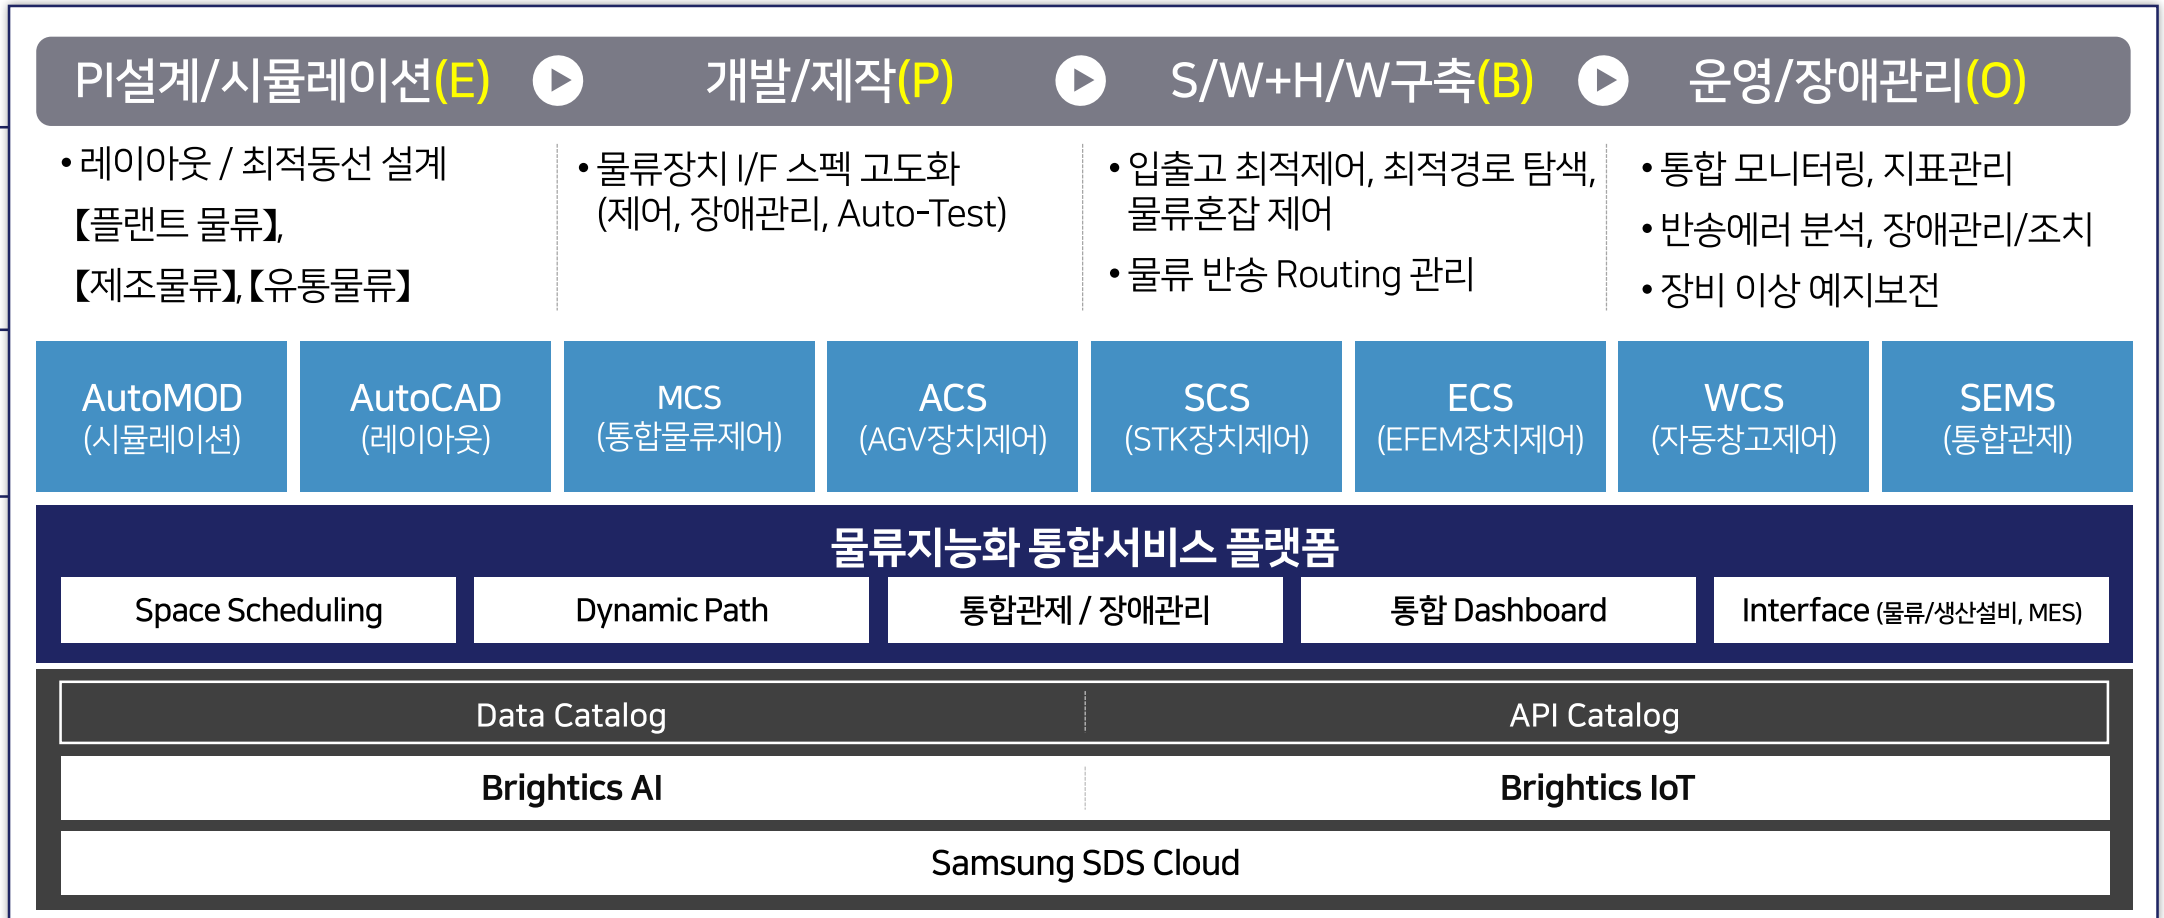 PI설계/시뮬레이션(E)
개발/제작(P)
S/W+H/W구축(B)
운영/장애관리(O)
• 레이아웃 / 최적동선 설계
【플랜트 물류】,
【제조물류】,【유통물류】
• 물류장치 I/F 스펙 고도화
(제어, 장애관리, Auto-Test)
• 입출고 최적제어, 최적경로 탐색,
물류혼잡 제어
• 물류 반송 Routing 관리
• 통합 모니터링, 지표관리
• 반송에러 분석, 장애관리/조치
• 장비 이상 예지보전
AutoMOD
(시뮬레이션)
AutoCAD
(레이아웃)
MCS
(통합물류제어)
ACS
(AGV장치제어)
SCS
(STK장치제어)
ECS
(EFEM장치제어)
WCS
(자동창고제어)
SEMS
(통합관제)
물류지능화 통합서비스 플랫폼
Space Scheduling
Dynamic Path
통합관제 / 장애관리
통합 Dashboard
Interface (물류/생산설비, MES)
Data Catalog
API Catalog
Brightics AI
Brightics IoT
Samsung SDS Cloud